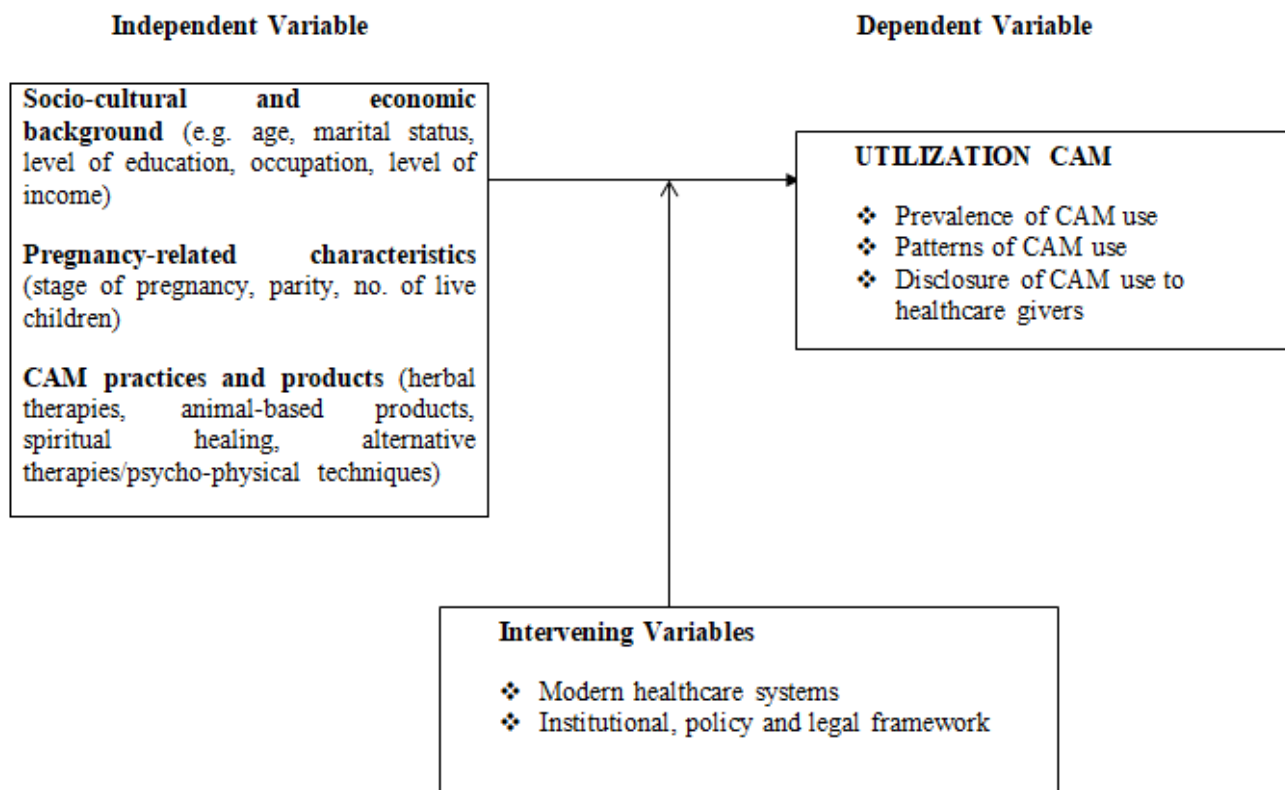 Independent Variable
Dependent Variable
Socio-cultural and economic
background (e.g. age, marital status,
level of education, occupation, level of
income)
Pregnancy-related characteristics
(stage of pregnancy, parity, no. of live
children)
CAM practices and products (herbal
therapies, animal-based products,
spiritual healing, alternative
therapies/psycho-physical techniques)
UTILIZATION CAM
❖ Prevalence of CAM use
❖ Patterns of CAM use
❖ Disclosure of CAM use to
healthcare givers
Intervening Variables
❖ Modern healthcare systems
❖ Institutional, policy and legal framework